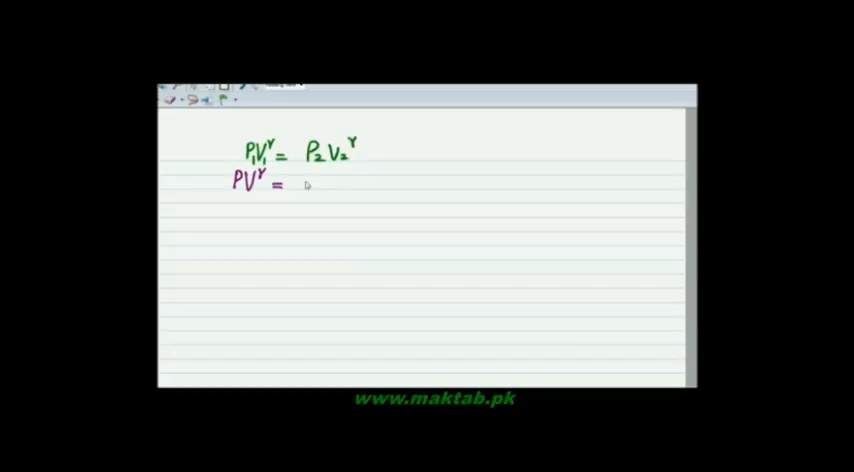 P₁V₁^γ = P₂V₂^γ
PV^γ =
www.maktab.pk